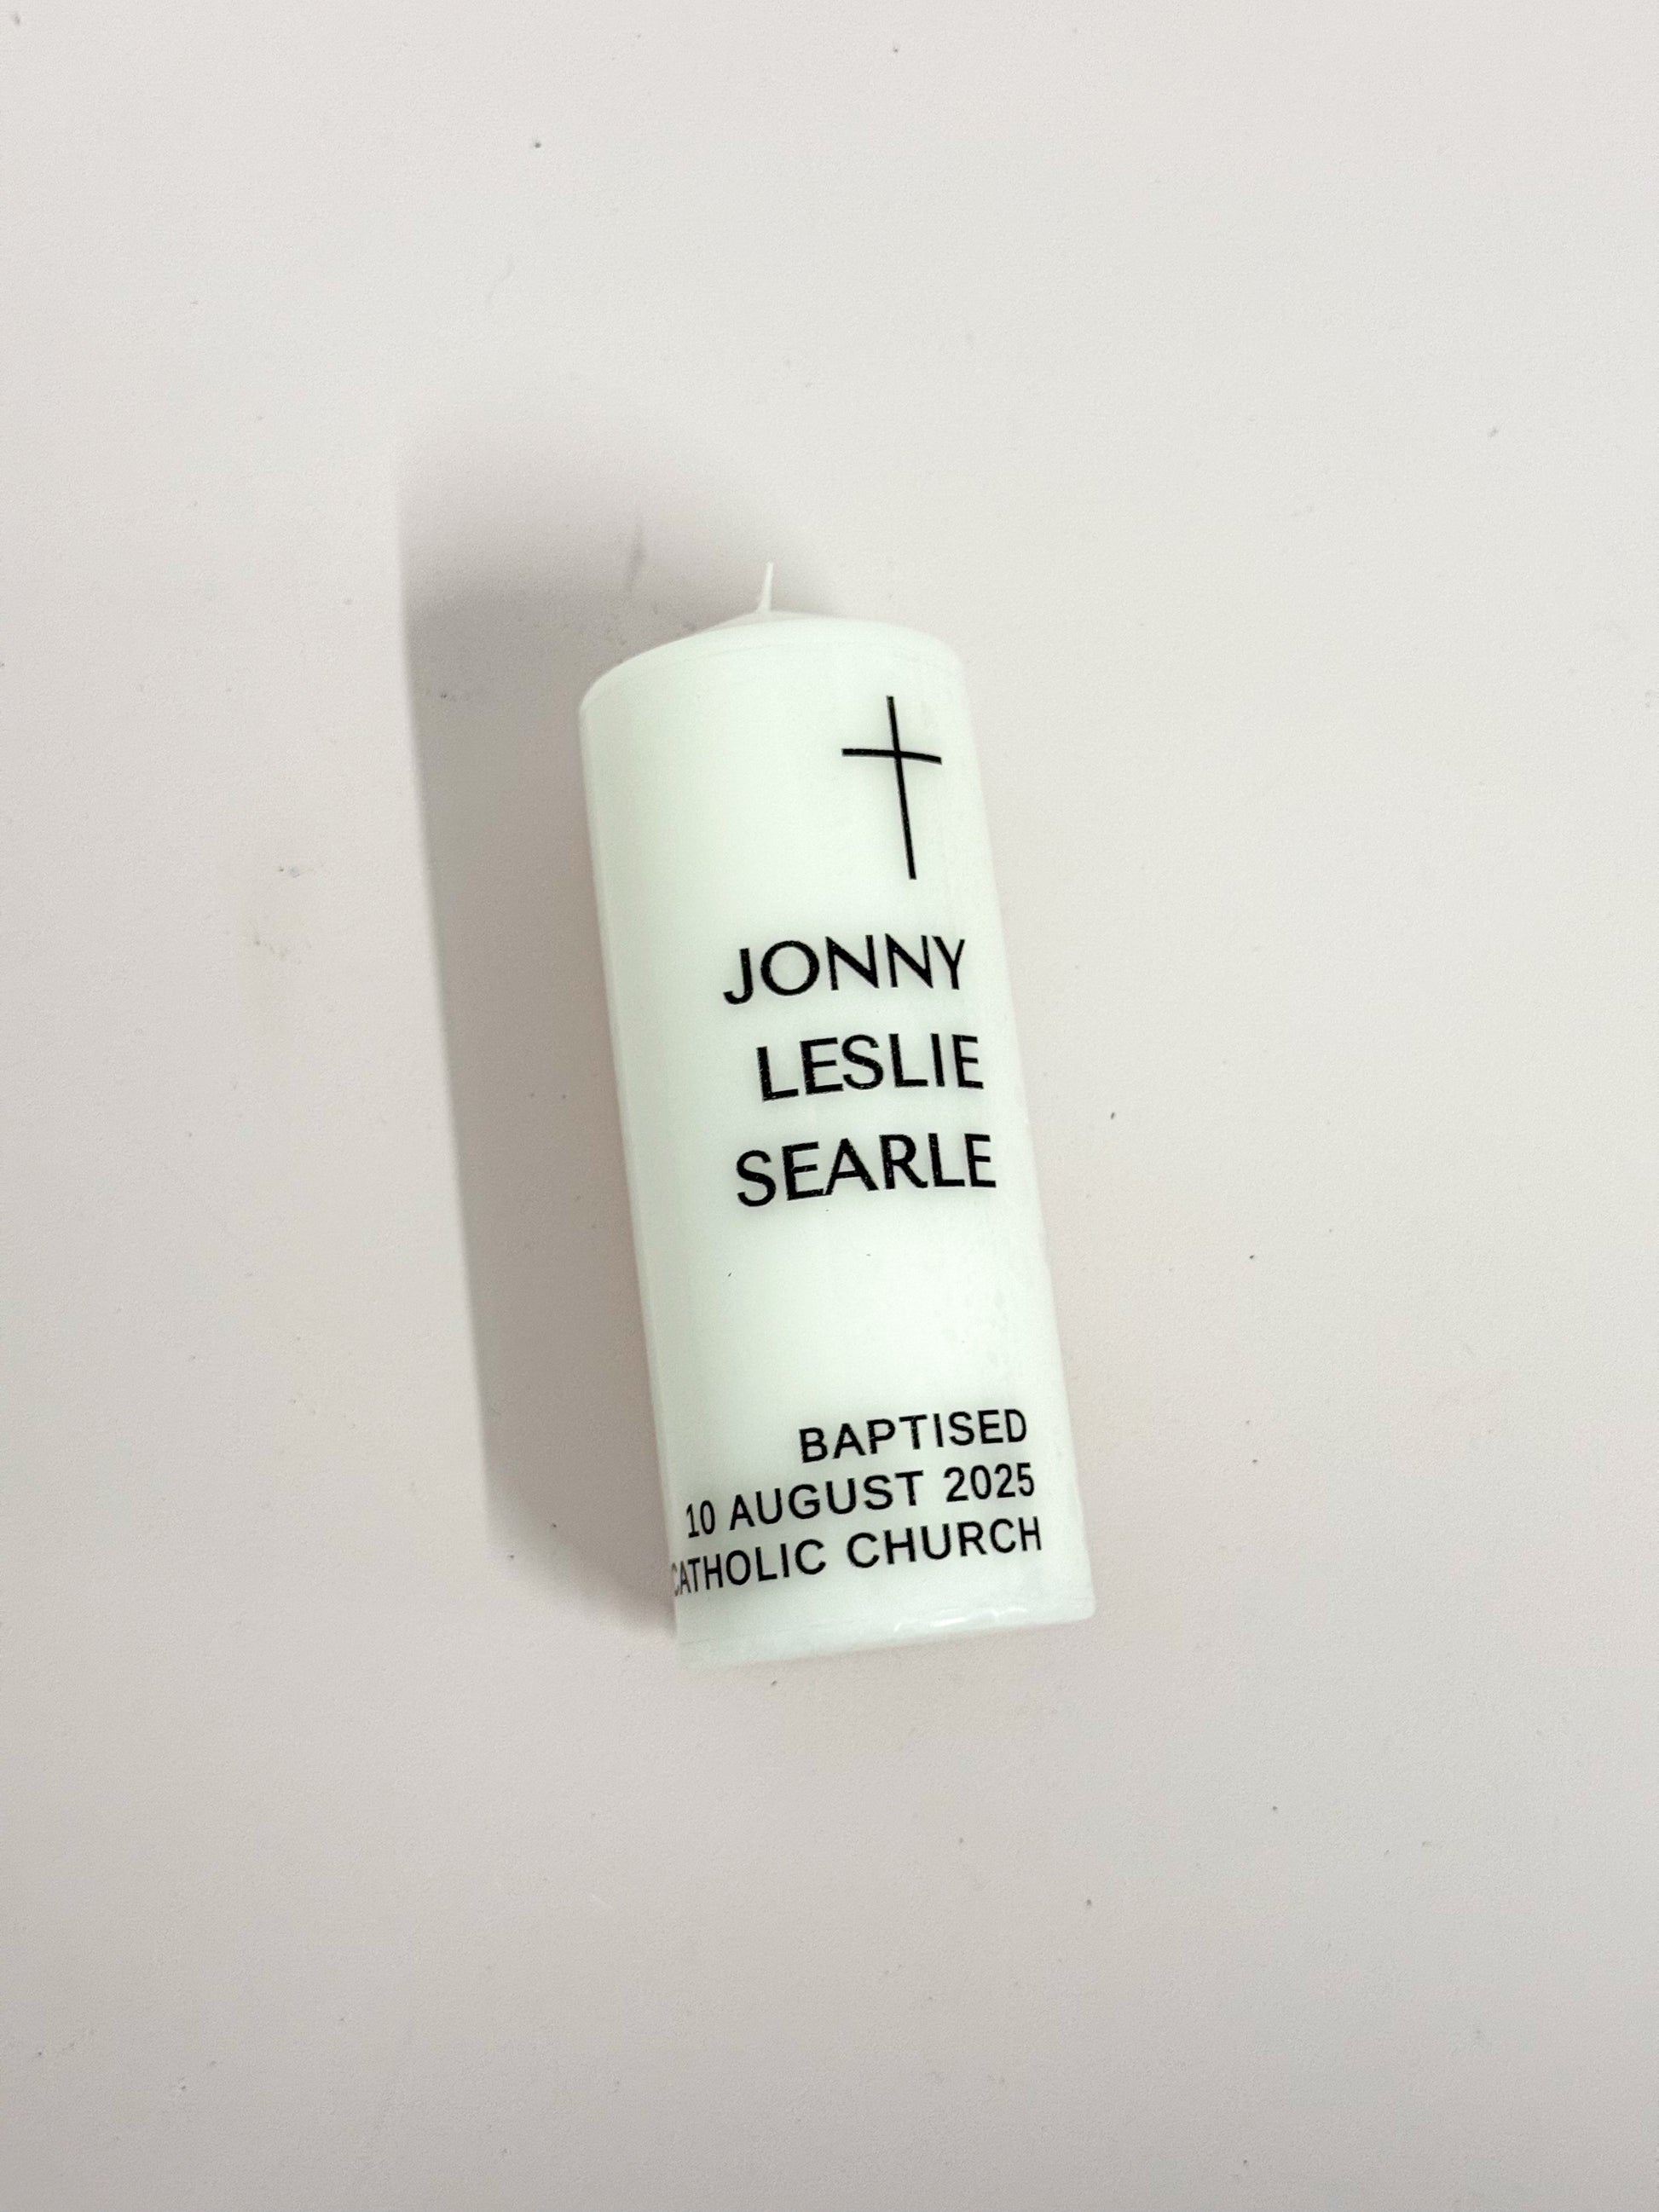 JONNY
LESLIE
SEARLE
BAPTISED
10 AUGUST 2025
CATHOLIC CHURCH